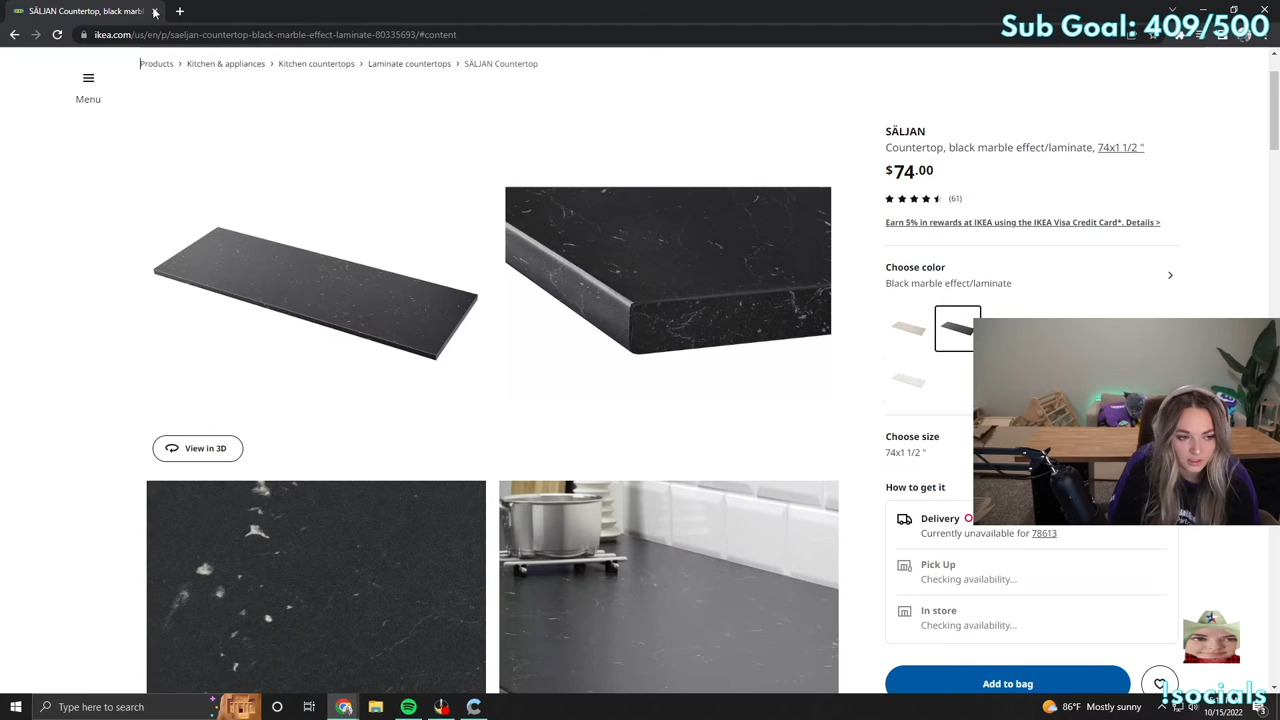 SÄLJAN Countertop, black marb
Sub Goal: 409/500
ikea.com/us/en/p/saeljan-countertop-black-marble-effect-laminate-80335693/#content
Products
Kitchen & appliances
Kitchen countertops
Laminate countertops
SÄLJAN Countertop
Menu
SÄLJAN
Countertop, black marble effect/laminate, 74x1 1/2 "
$74.00
(61)
Earn 5% in rewards at IKEA using the IKEA Visa Credit Card*. Details >
Choose color
Black marble effect/laminate
View in 3D
Choose size
74x1 1/2 "
How to get it
Delivery
Currently unavailable for 78613
Pick Up
Checking availability...
In store
Checking availability...
Add to bag
!socials
Type here to search
86°F Mostly sunny
10/15/2022
3